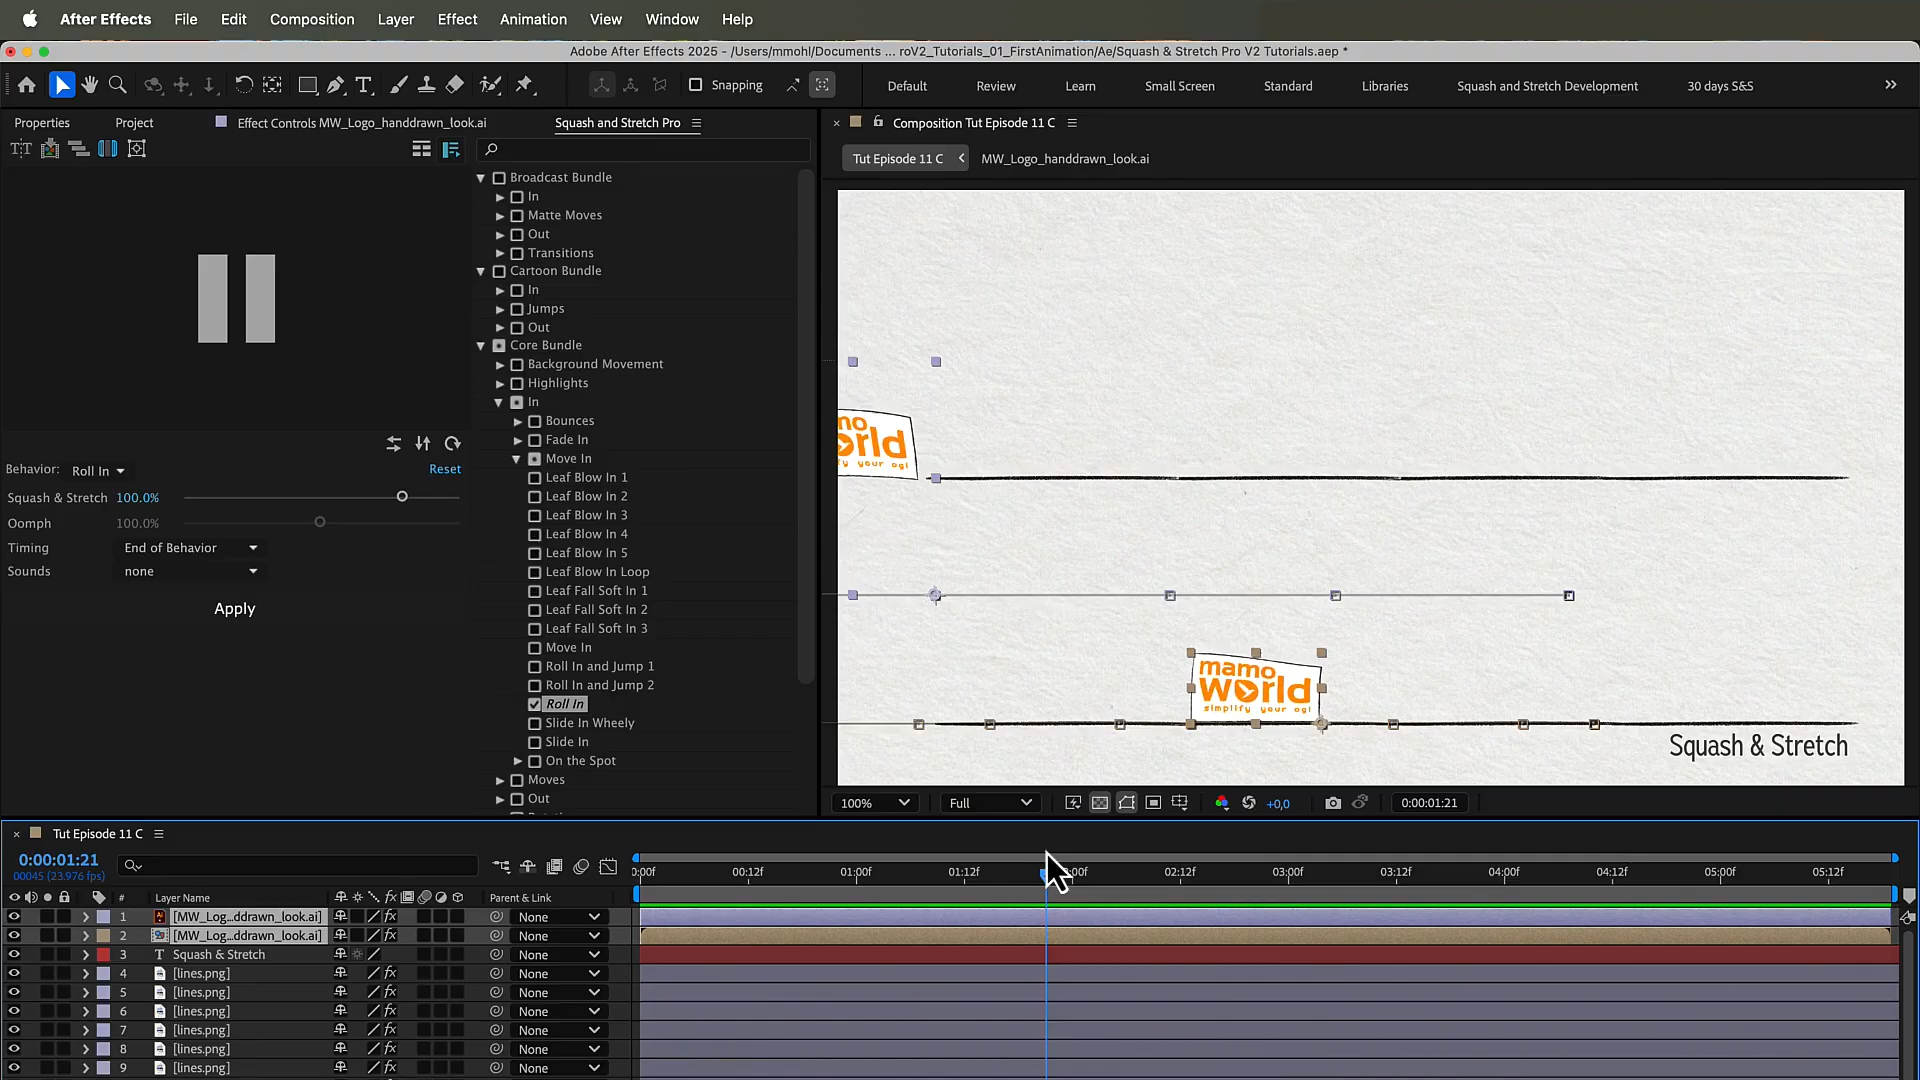 After Effects File Edit Composition Layer Effect Animation View Window Help
Adobe After Effects 2025 - /Users/mmohl/Documents ... roV2_Tutorials_01_FirstAnimation/Ae/Squash & Stretch Pro V2 Tutorials.aep *
Snapping Default Review Learn Small Screen Standard Libraries Squash and Stretch Development 30 days S&S
Properties Project Effect Controls MW_Logo_handdrawn_look.ai Squash and Stretch Pro
Composition Tut Episode 11 C
Tut Episode 11 C MW_Logo_handdrawn_look.ai
Broadcast Bundle
In
Matte Moves
Out
Transitions
Cartoon Bundle
In
Jumps
Out
Core Bundle
Background Movement
Highlights
In
Bounces
Fade In
Move In
Leaf Blow In 1
Leaf Blow In 2
Leaf Blow In 3
Leaf Blow In 4
Leaf Blow In 5
Leaf Blow In Loop
Leaf Fall Soft In 1
Leaf Fall Soft In 2
Leaf Fall Soft In 3
Move In
Roll In and Jump 1
Roll In and Jump 2
Roll In
Slide In Wheely
Slide In
On the Spot
Moves
Out
Behavior: Roll In Reset
Squash & Stretch 100.0%
Oomph 100.0%
Timing End of Behavior
Sounds none
Apply
mamo
world
simplify your ogl
Squash & Stretch
100% Full +0,0 0:00:01:21
Tut Episode 11 C
0:00:01:21
00045 (23.976 fps)
00:12f 01:00f 01:12f 02:12f 03:00f 03:12f 04:00f 04:12f 05:00f 05:12f
# Layer Name fx Parent & Link
1 [MW_Log...ddrawn_look.ai] fx None
2 [MW_Log...ddrawn_look.ai] fx None
3 T Squash & Stretch None
4 [lines.png] fx None
5 [lines.png] fx None
6 [lines.png] fx None
7 [lines.png] fx None
8 [lines.png] fx None
9 [lines.png] fx None